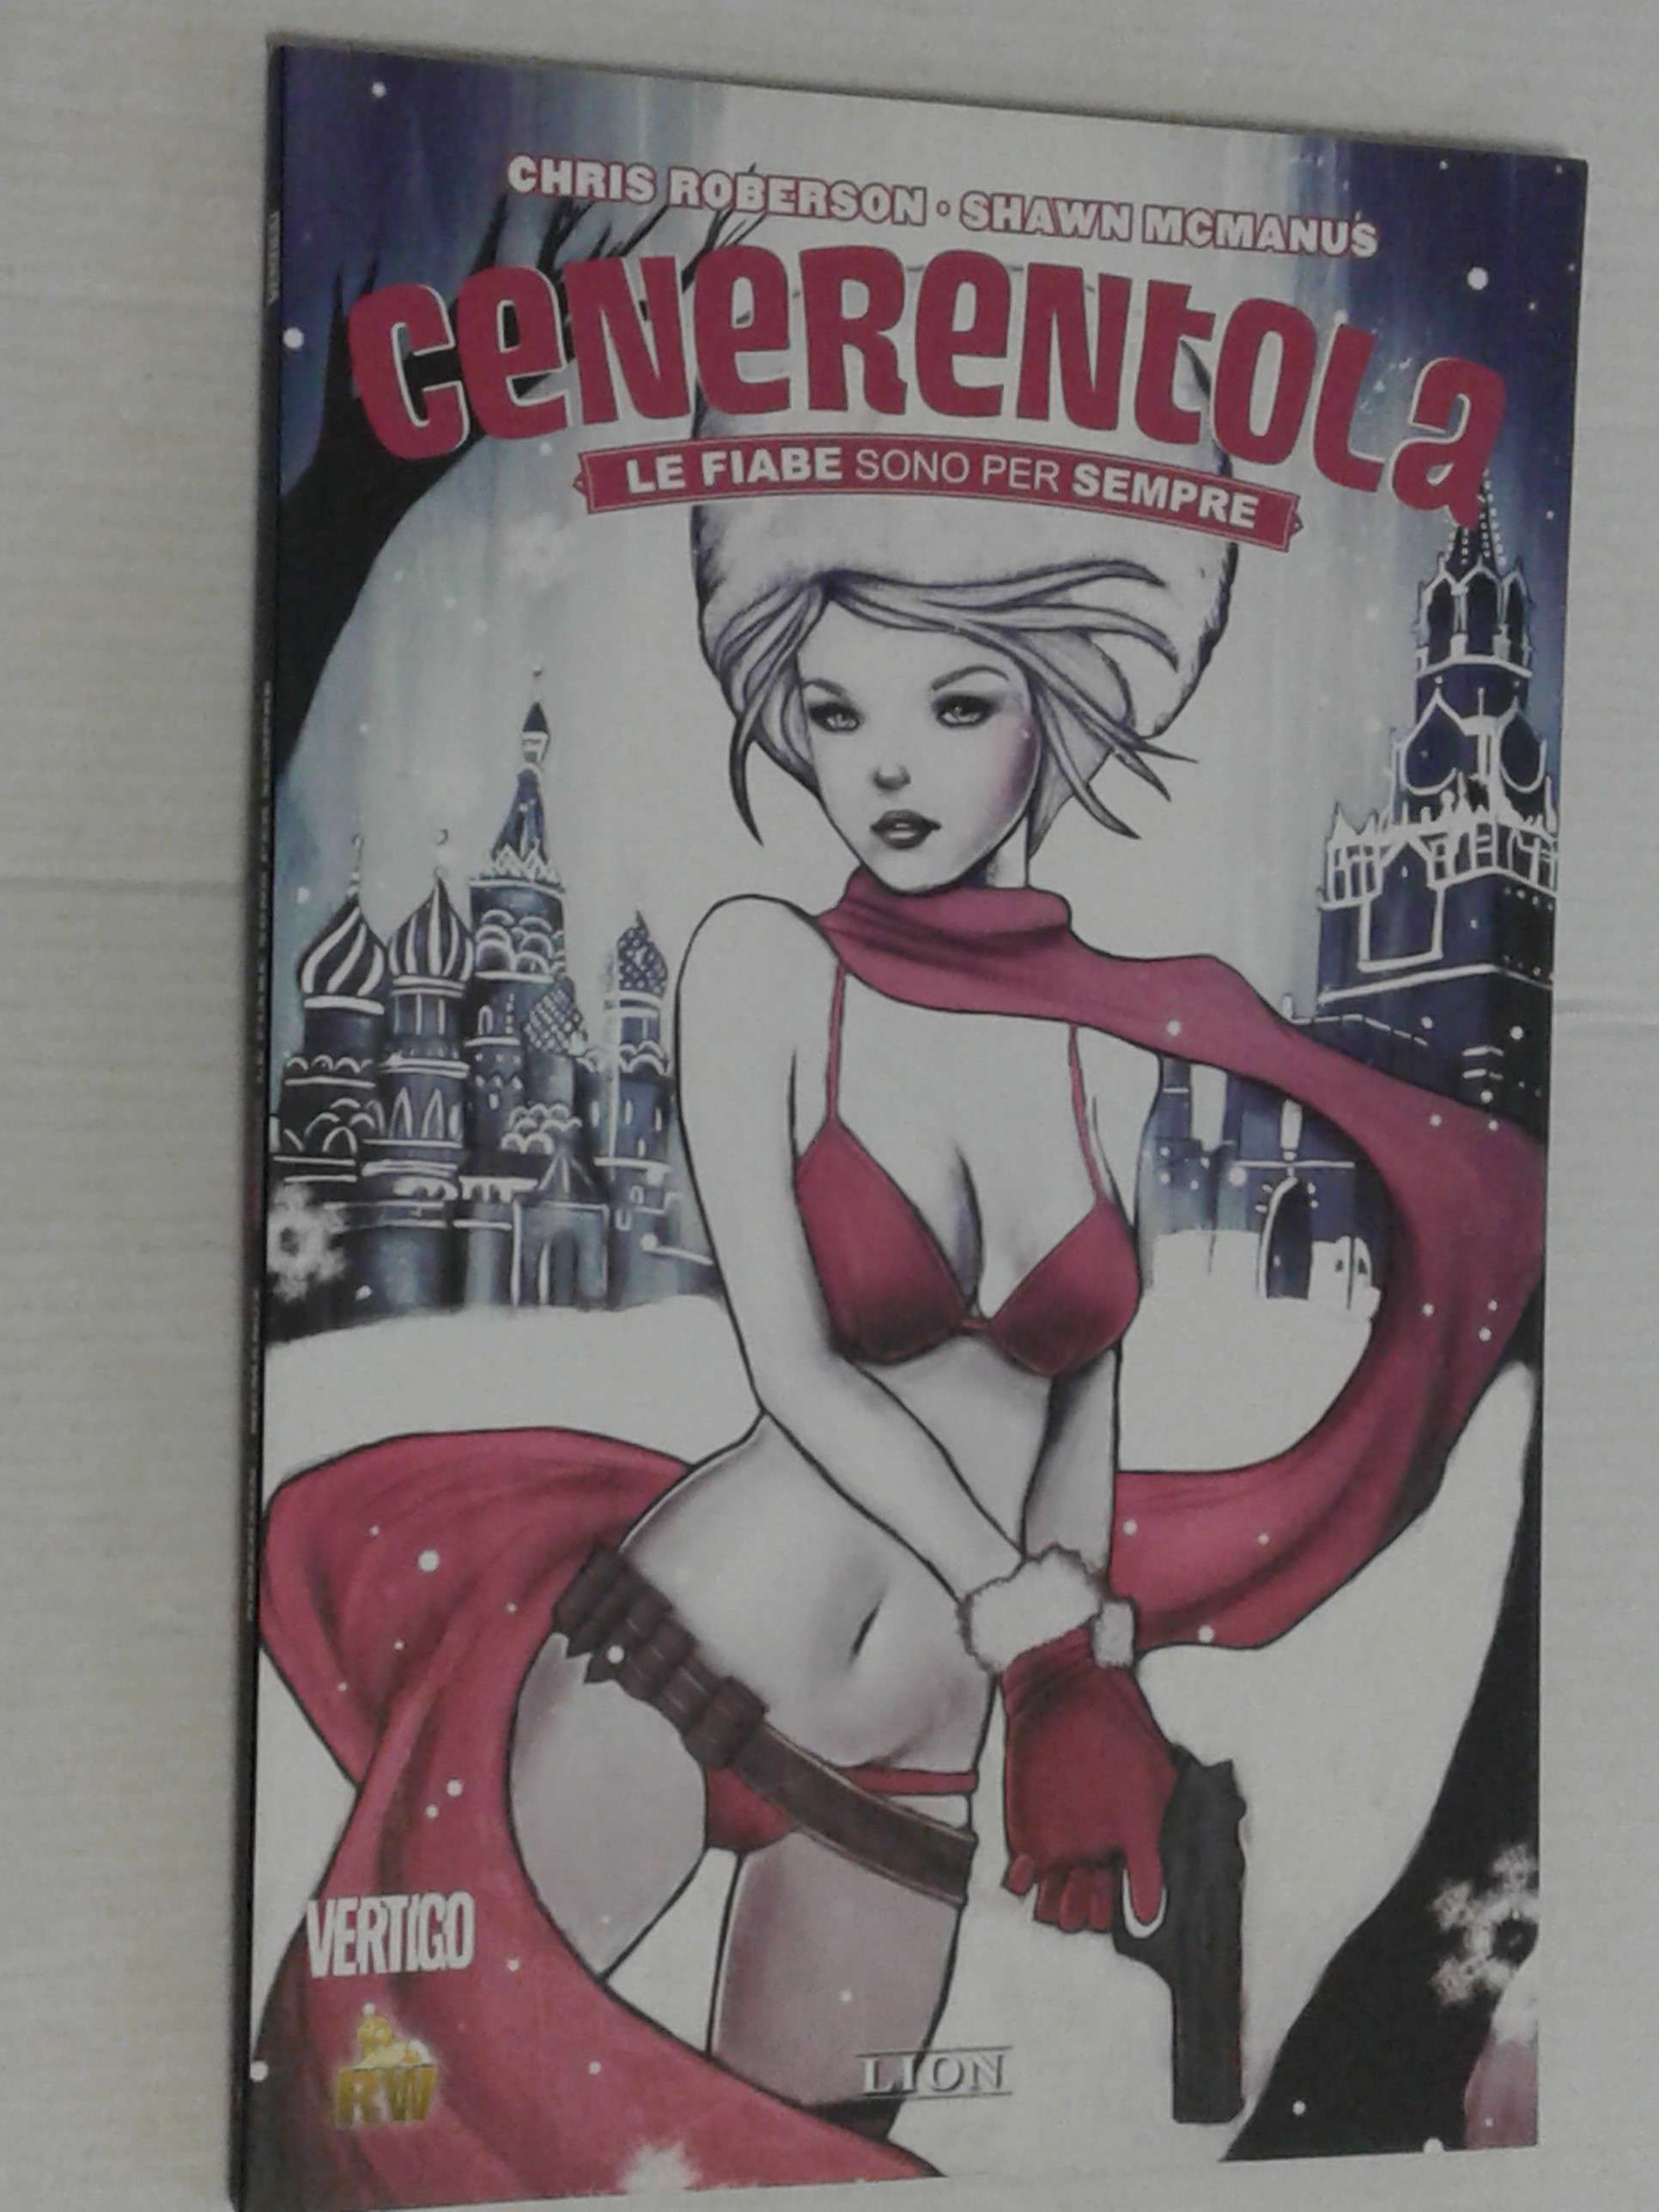 CHRIS ROBERSON • SHAWN MCMANUS
CENERENTOLA
LE FIABE SONO PER SEMPRE
VERTIGO
RW
LION